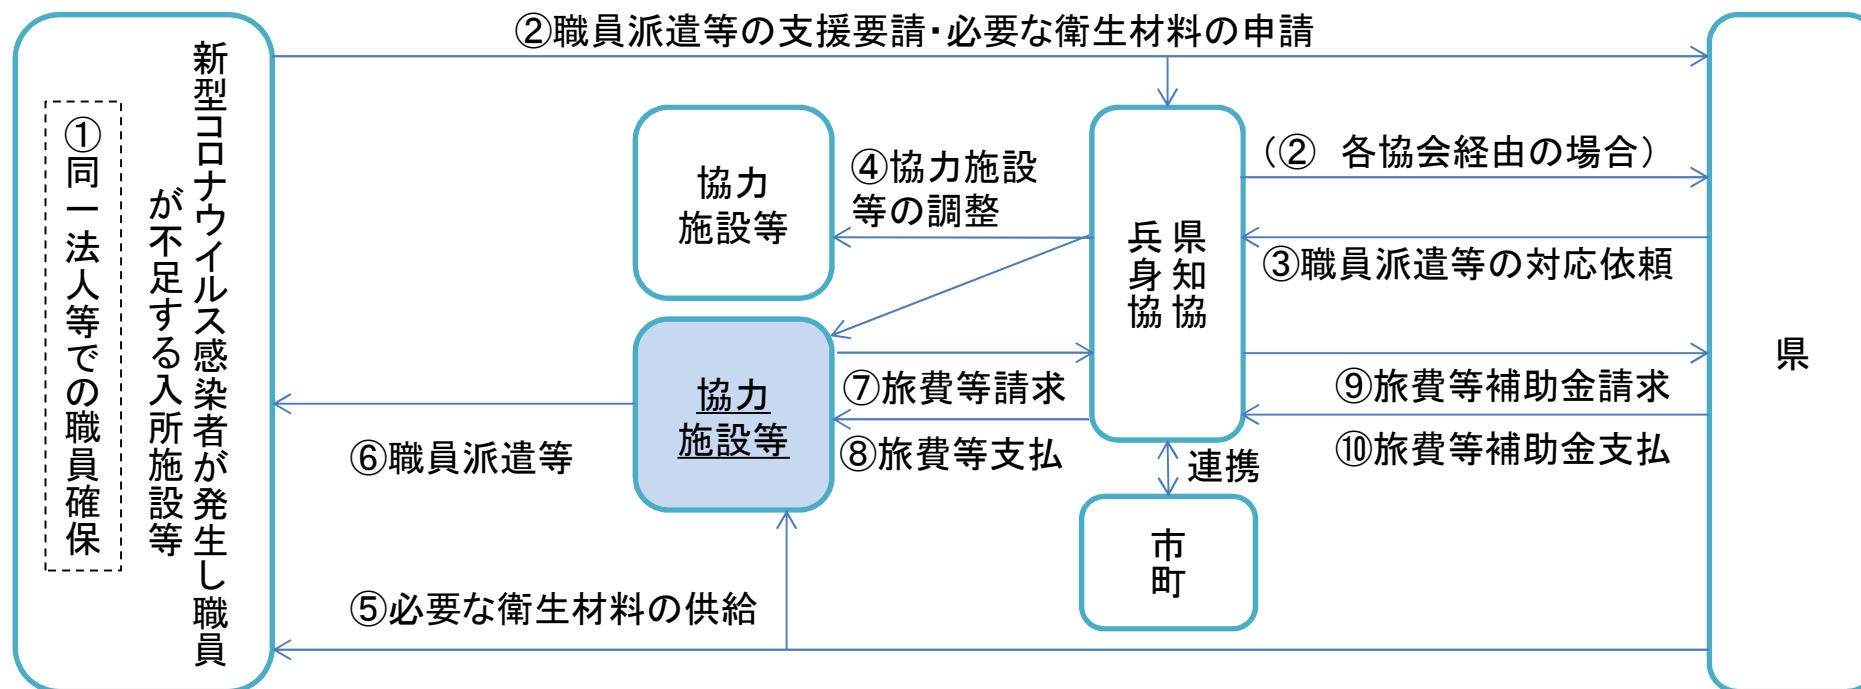 ②職員派遣等の支援要請・必要な衛生材料の申請
新型コロナウイルス感染者が発生し職員
が不足する入所施設等
①同一法人等での職員確保
協力
施設等
④協力施設
等の調整
県知協
兵身協
（②　各協会経由の場合）
③職員派遣等の対応依頼
県
協力
施設等
⑦旅費等請求
⑧旅費等支払
⑨旅費等補助金請求
⑩旅費等補助金支払
⑥職員派遣等
連携
市町
⑤必要な衛生材料の供給